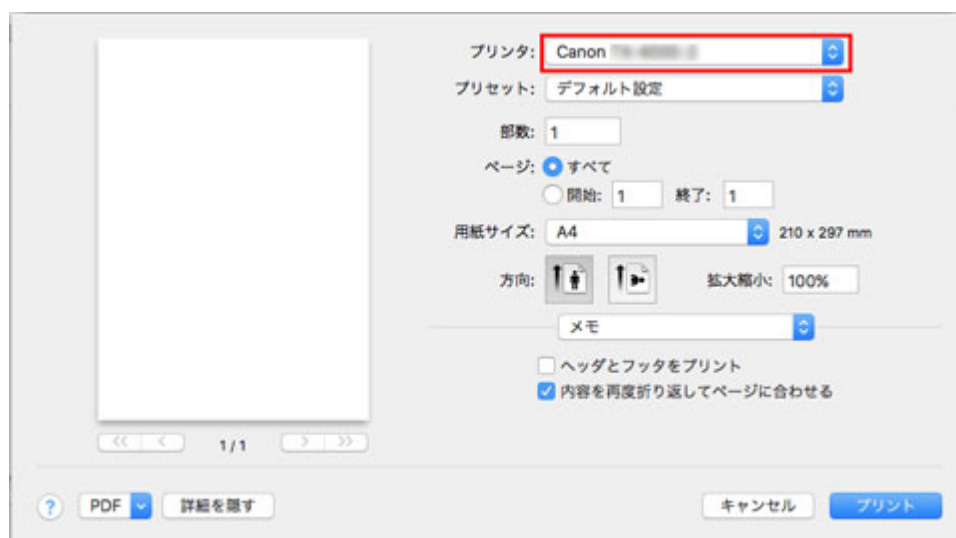 プリンタ: Canon
プリセット: デフォルト設定
部数: 1
ページ: すべて
開始: 1 終了: 1
用紙サイズ: A4 210 x 297 mm
方向: 拡大縮小: 100%
メモ
ヘッダとフッタをプリント
内容を再度折り返してページに合わせる
<< < 1 / 1 > >>
? PDF 詳細を隠す キャンセル プリント